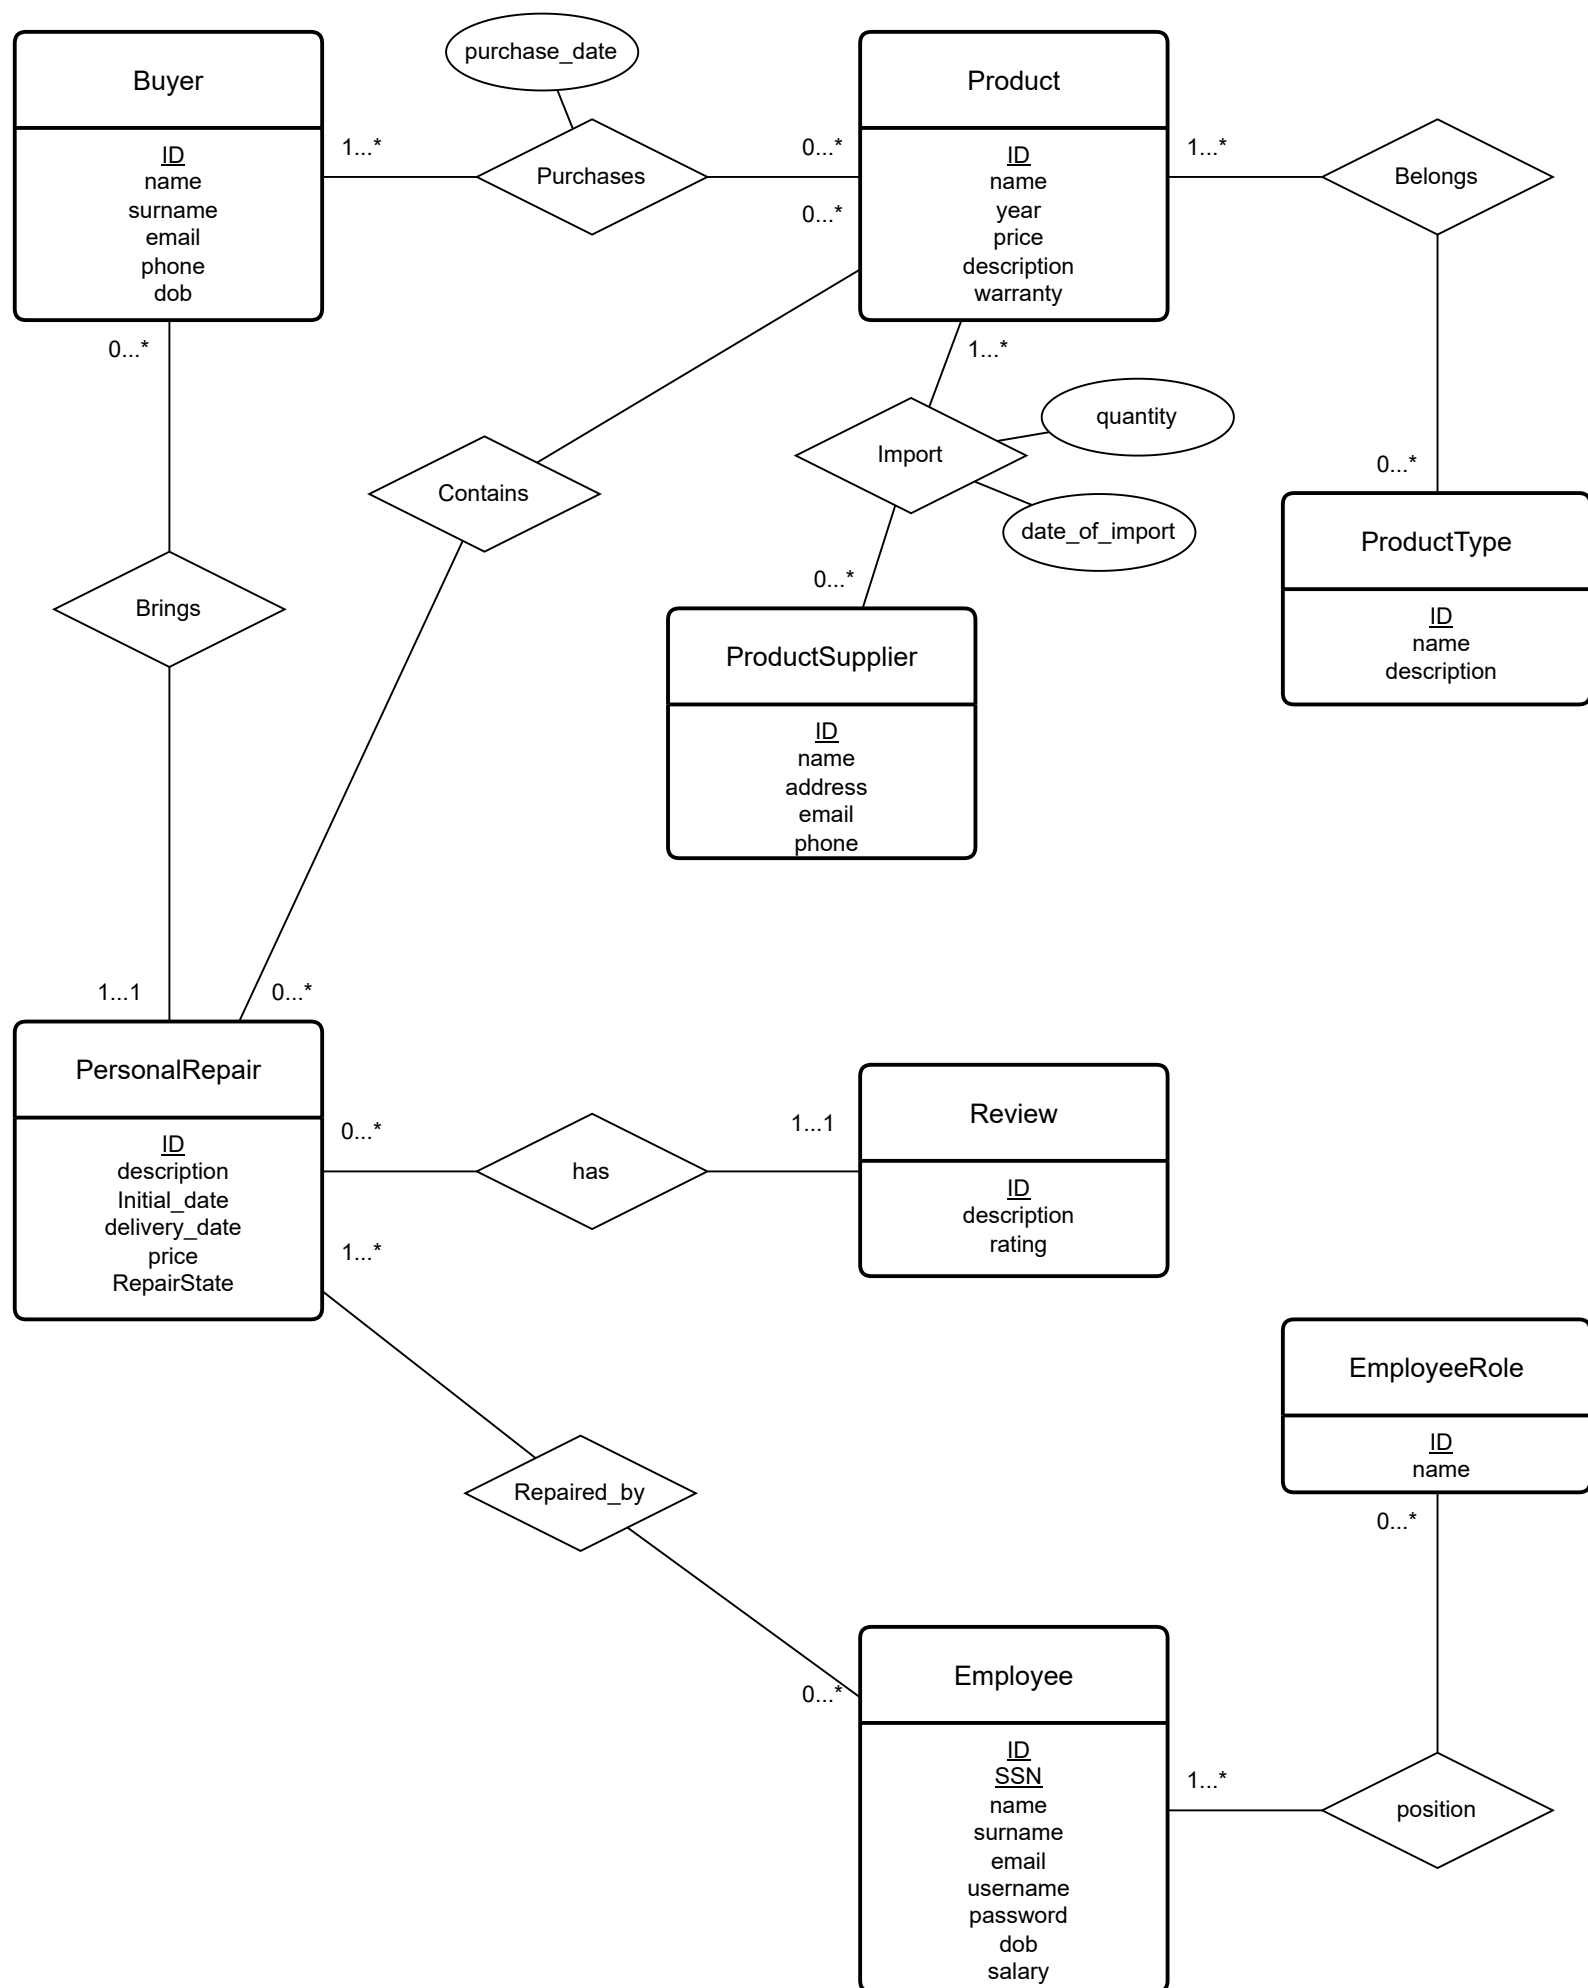 purchase_date
Buyer
Product
1...*
0...*
1...*
Purchases
Belongs
ID
name
surname
email
phone
dob
0...*
ID
name
year
price
description
warranty
0...*
1...*
quantity
Import
Contains
0...*
date_of_import
ProductType
0...*
Brings
ID
name
description
ProductSupplier
ID
name
address
email
phone
1...1
0...*
PersonalRepair
Review
0...*
1...1
ID
description
Initial_date
delivery_date
price
RepairState
has
ID
description
rating
1...*
EmployeeRole
ID
name
Repaired_by
0...*
Employee
0...*
ID
SSN
name
surname
email
username
password
dob
salary
1...*
position